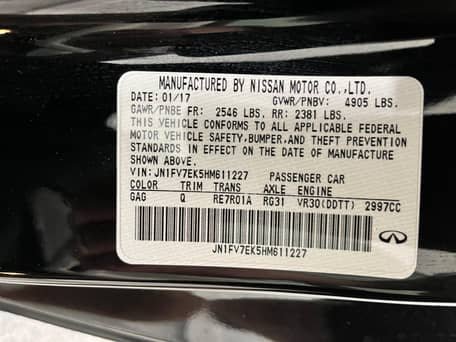 MANUFACTURED BY NISSAN MOTOR CO.,LTD.
DATE: 01/17 GVWR/PNBV: 4905 LBS.
GAWR/PNBE FR: 2546 LBS. RR: 2381 LBS.
THIS VEHICLE CONFORMS TO ALL APPLICABLE FEDERAL
MOTOR VEHICLE SAFETY,BUMPER,AND THEFT PREVENTION
STANDARDS IN EFFECT ON THE DATE OF MANUFACTURE
SHOWN ABOVE.
VIN: JN1FV7EK5HM611227 PASSENGER CAR
COLOR TRIM TRANS AXLE ENGINE
GAG Q RE7R01A RG31 VR30(DDTT) 2997CC
JN1FV7EK5HM611227
INFINITI